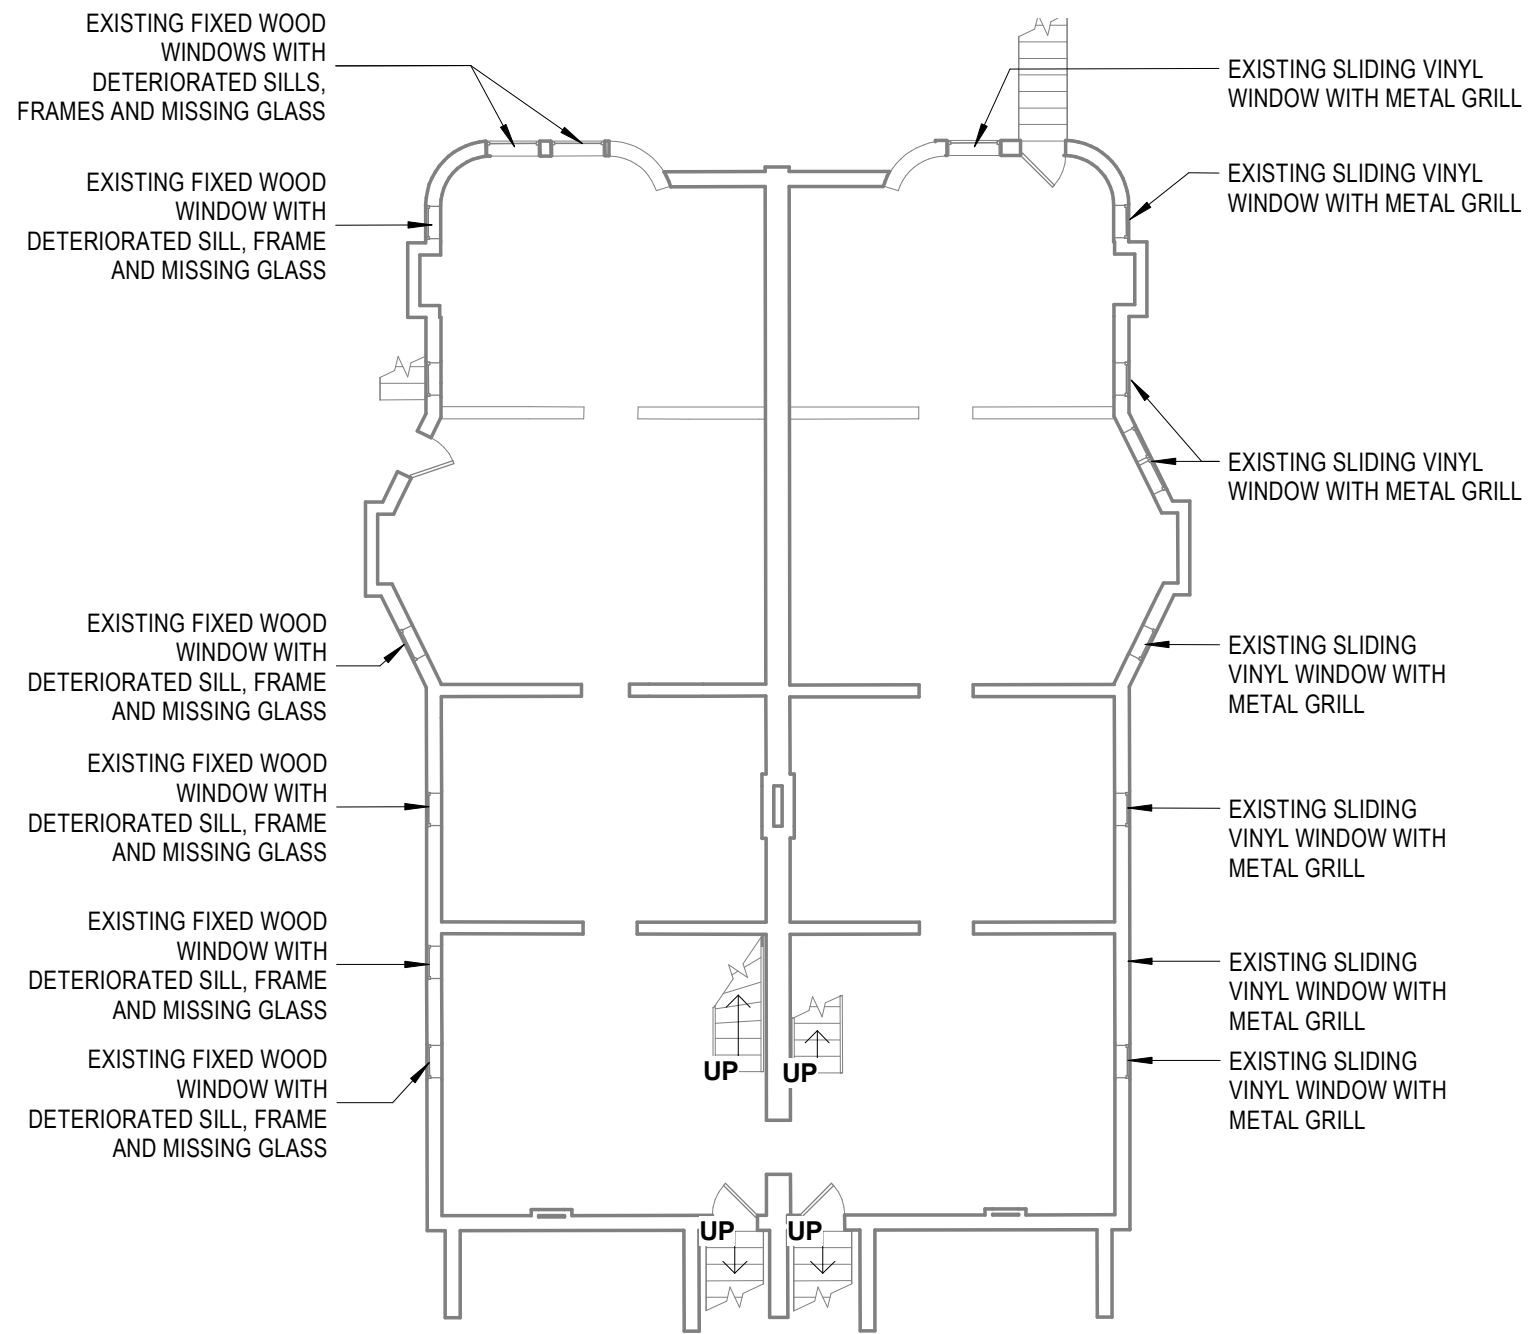 EXISTING FIXED WOOD
WINDOWS WITH
DETERIORATED SILLS,
FRAMES AND MISSING GLASS
EXISTING FIXED WOOD
WINDOW WITH
DETERIORATED SILL, FRAME
AND MISSING GLASS
EXISTING FIXED WOOD
WINDOW WITH
DETERIORATED SILL, FRAME
AND MISSING GLASS
EXISTING FIXED WOOD
WINDOW WITH
DETERIORATED SILL, FRAME
AND MISSING GLASS
EXISTING FIXED WOOD
WINDOW WITH
DETERIORATED SILL, FRAME
AND MISSING GLASS
EXISTING FIXED WOOD
WINDOW WITH
DETERIORATED SILL, FRAME
AND MISSING GLASS
UP
UP
UP
UP
EXISTING SLIDING VINYL
WINDOW WITH METAL GRILL
EXISTING SLIDING VINYL
WINDOW WITH METAL GRILL
EXISTING SLIDING VINYL
WINDOW WITH METAL GRILL
EXISTING SLIDING
VINYL WINDOW WITH
METAL GRILL
EXISTING SLIDING
VINYL WINDOW WITH
METAL GRILL
EXISTING SLIDING
VINYL WINDOW WITH
METAL GRILL
EXISTING SLIDING
VINYL WINDOW WITH
METAL GRILL